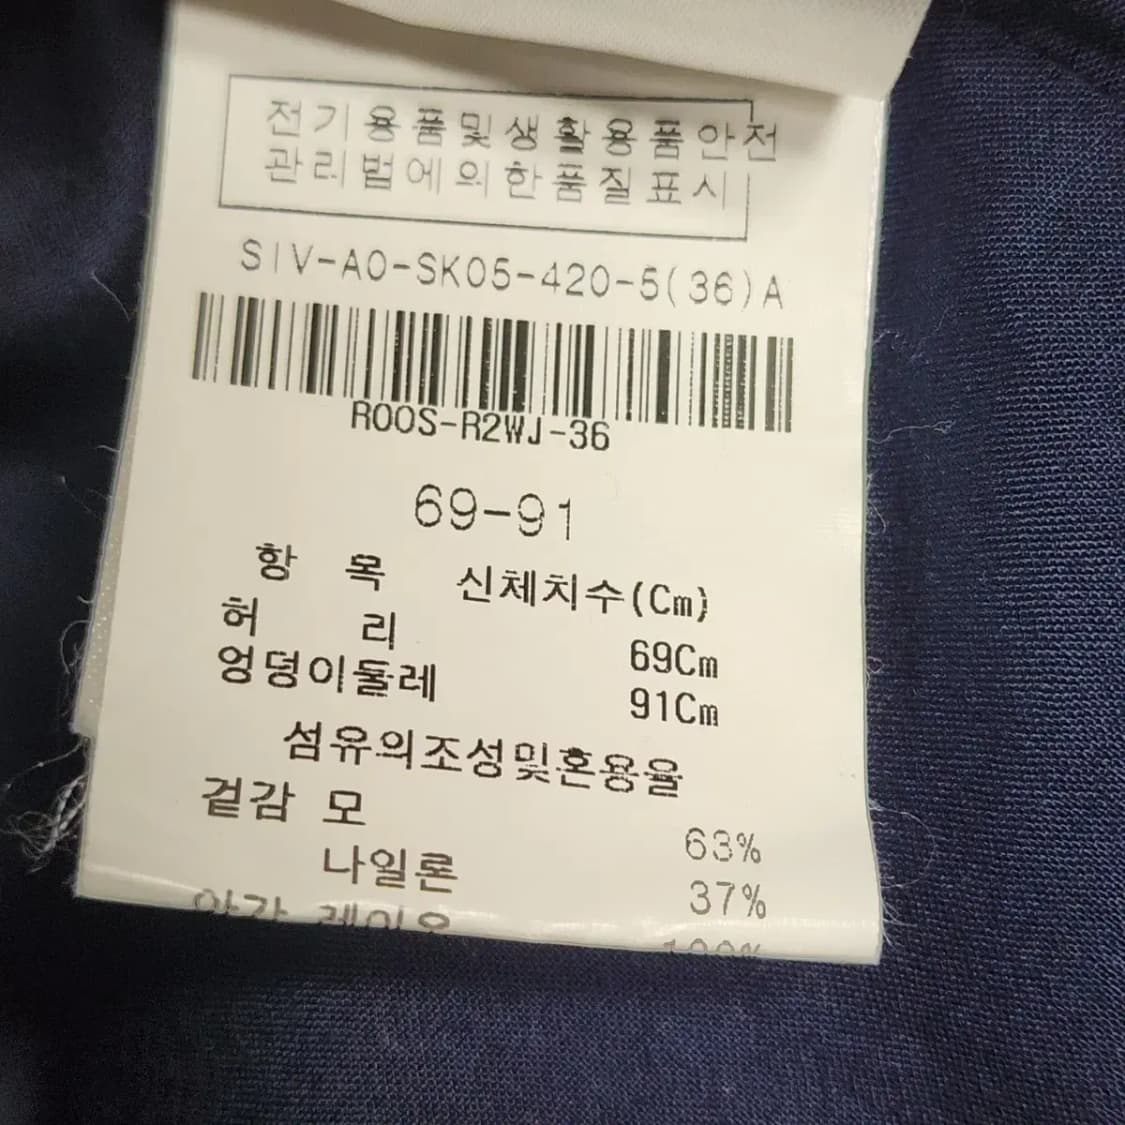 전기용품및생활용품안전
관리법에의한품질표시
SIV-A0-SK05-420-5(36)A
R00S-R2WJ-36
69-91
항 목 신체치수(Cm)
허 리 69Cm
엉덩이둘레 91Cm
섬유의조성및혼용율
겉감 모 63%
나일론 37%
100%